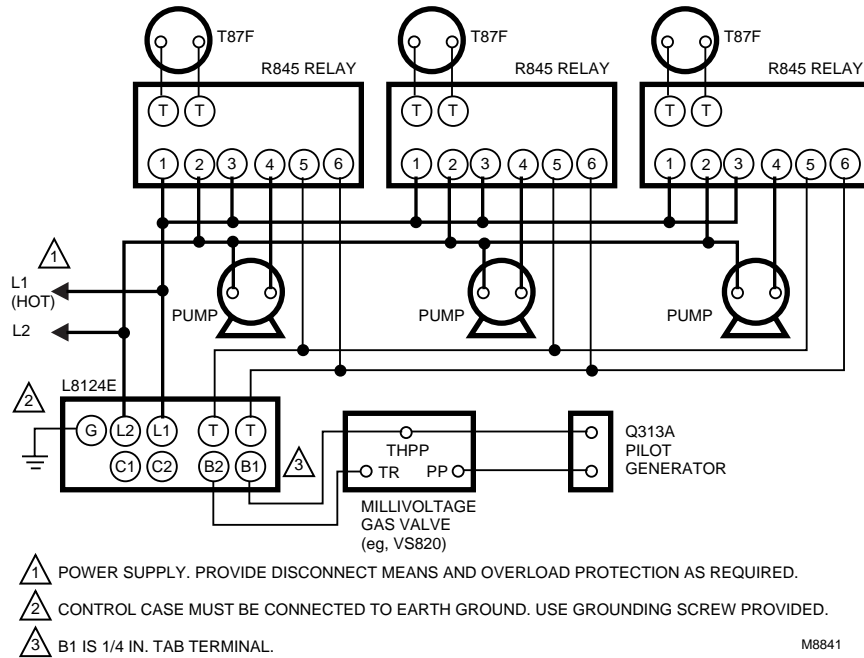 T87F T87F T87F
R845 RELAY R845 RELAY R845 RELAY
T T T T T T
1 2 3 4 5 6 1 2 3 4 5 6 1 2 3 4 5 6
1
L1
(HOT)
L2
PUMP PUMP PUMP
2
L8124E
G L2 L1 T T
C1 C2 B2 B1
3
THPP
TR PP
Q313A
PILOT
GENERATOR
MILLIVOLTAGE
GAS VALVE
(eg, VS820)
1 POWER SUPPLY. PROVIDE DISCONNECT MEANS AND OVERLOAD PROTECTION AS REQUIRED.
2 CONTROL CASE MUST BE CONNECTED TO EARTH GROUND. USE GROUNDING SCREW PROVIDED.
3 B1 IS 1/4 IN. TAB TERMINAL.
M8841